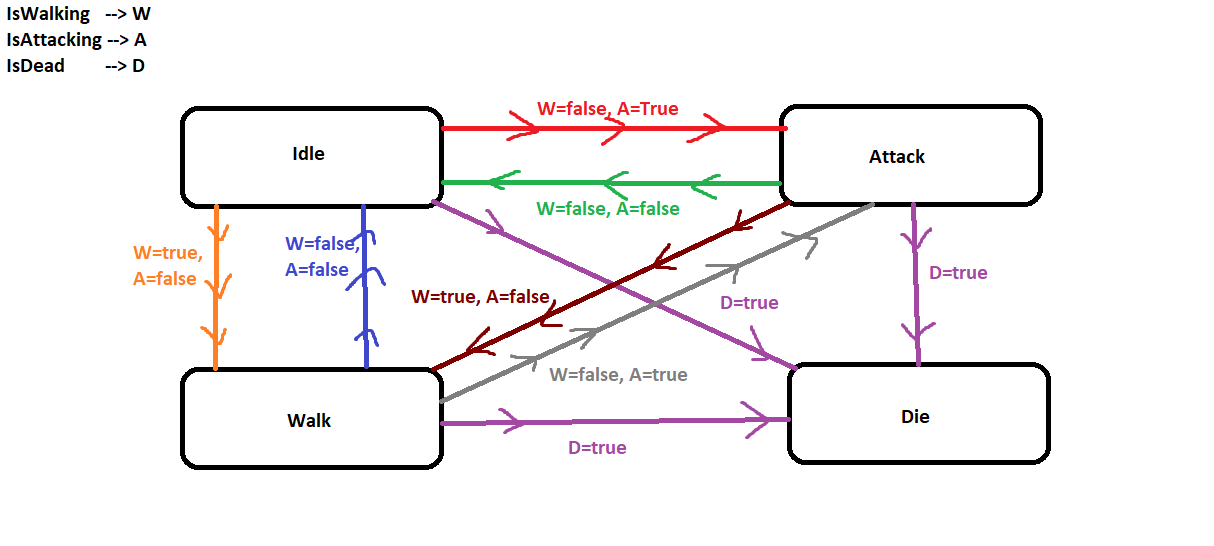 IsWalking --> W
IsAttacking --> A
IsDead --> D
W=false, A=True
Idle
Attack
W=false, A=false
W=true,
A=false
W=false,
A=false
D=true
W=true, A=false
D=true
W=false, A=true
Walk
Die
D=true